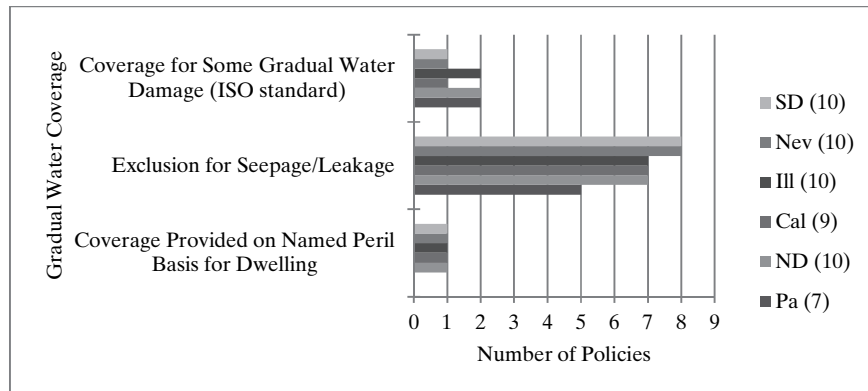 Gradual Water Coverage
Coverage for Some Gradual Water
Damage (ISO standard)
Exclusion for Seepage/Leakage
Coverage Provided on Named Peril
Basis for Dwelling
0 1 2 3 4 5 6 7 8 9
Number of Policies
SD (10)
Nev (10)
Ill (10)
Cal (9)
ND (10)
Pa (7)